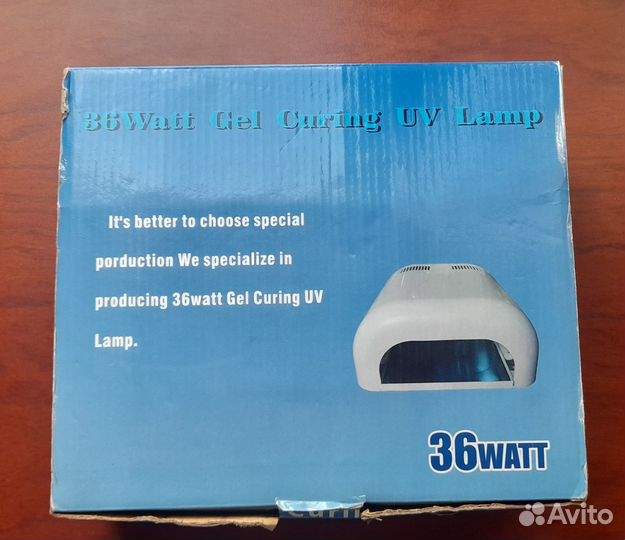 36Watt Gel Curing UV Lamp
It's better to choose special
porduction We specialize in
producing 36watt Gel Curing UV
Lamp.
36WATT
Avito